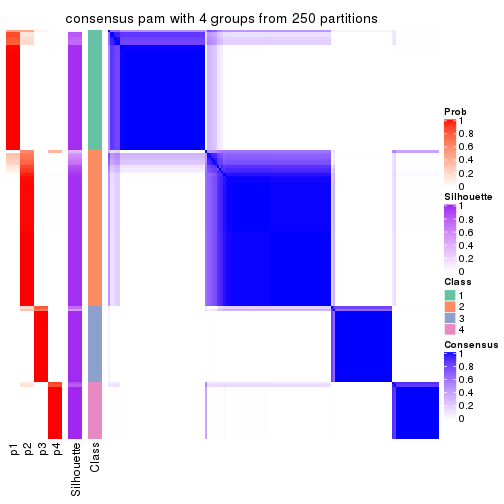 consensus pam with 4 groups from 250 partitions
Prob
1
0.8
0.6
0.4
0.2
0
Silhouette
1
0.8
0.6
0.4
0.2
0
Class
1
2
3
4
Consensus
1
0.8
0.6
0.4
0.2
0
p1
p2
p3
p4
Silhouette
Class